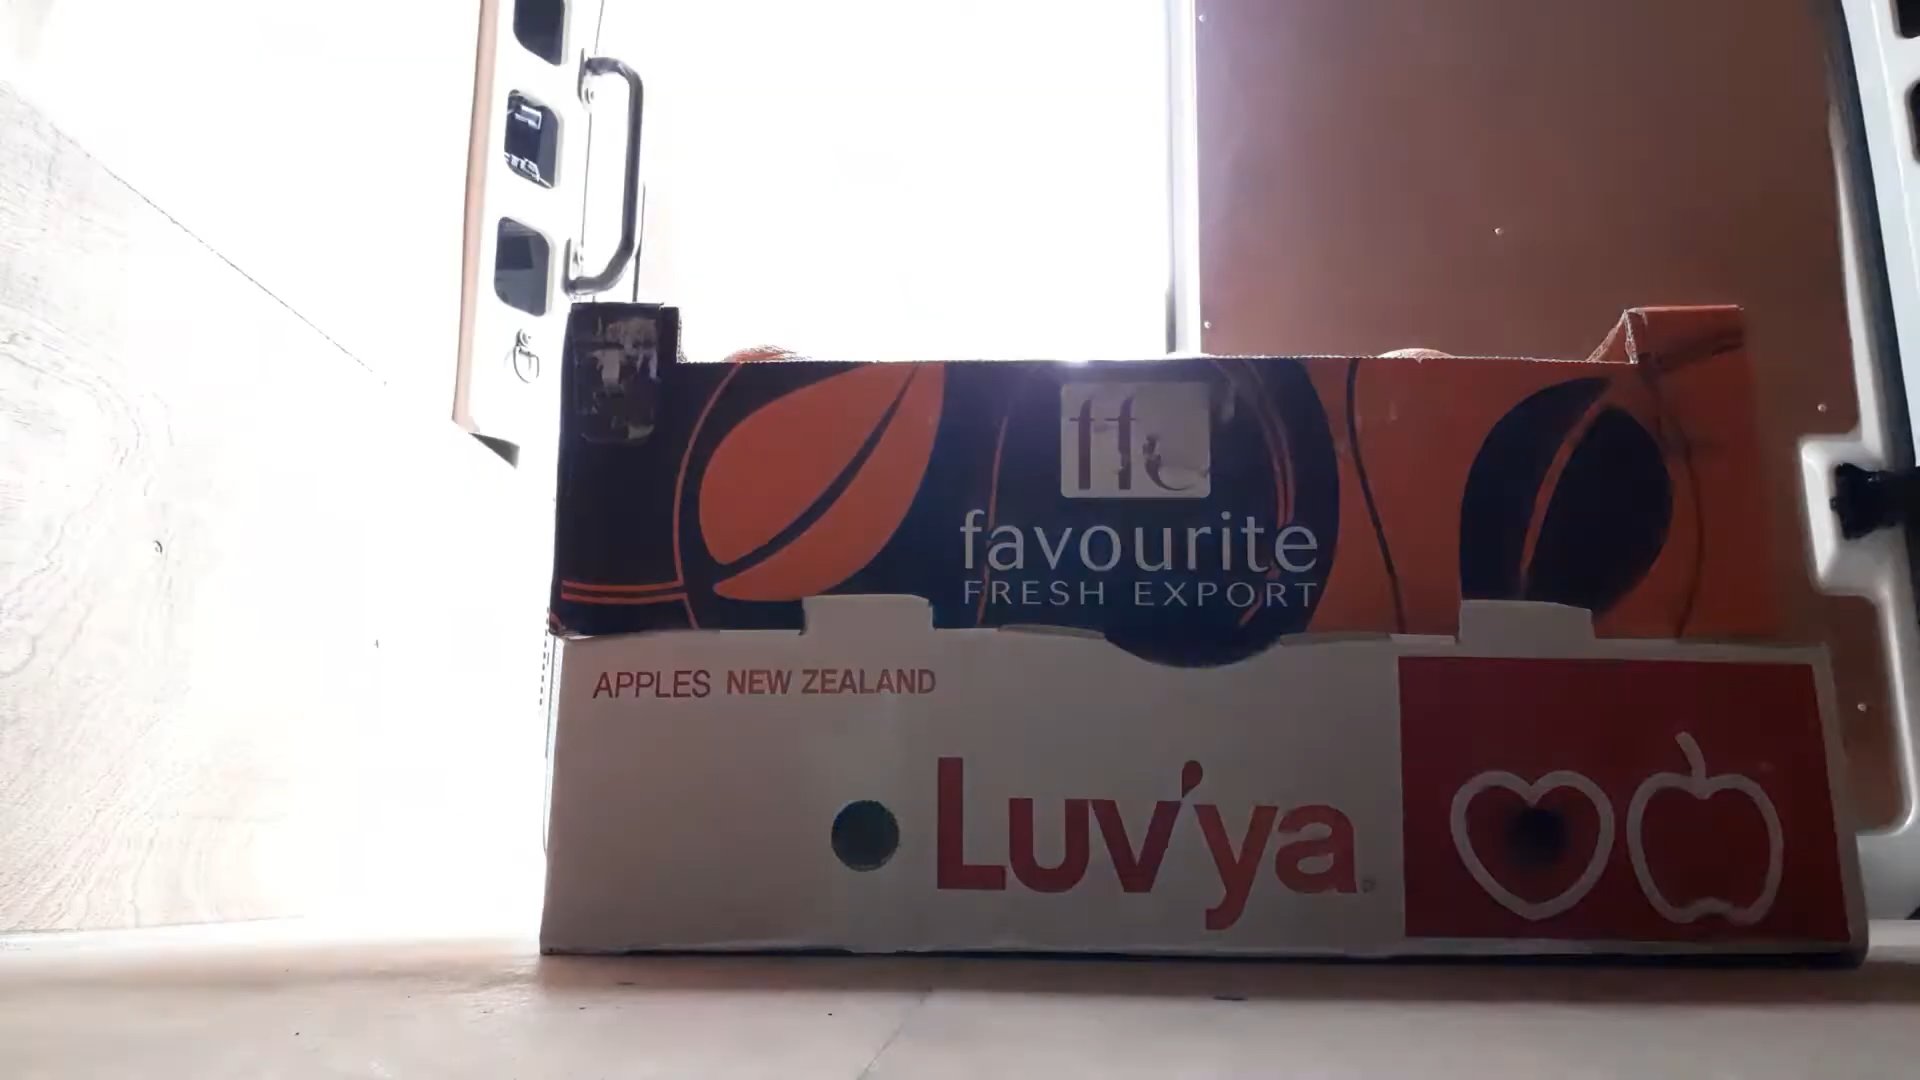 ffe
favourite
FRESH EXPORT
APPLES NEW ZEALAND
Luv'ya